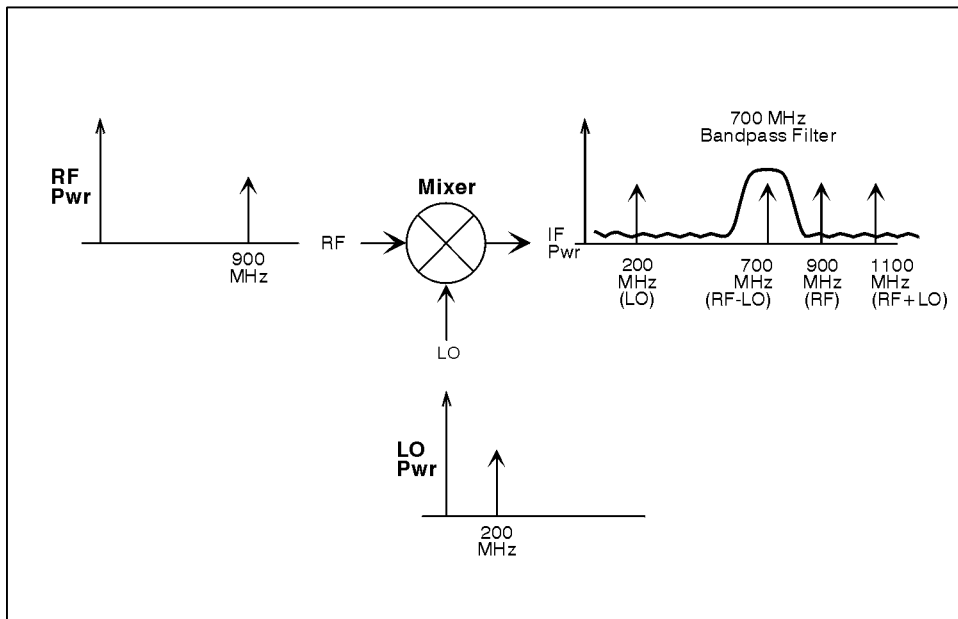 RF
Pwr
900
MHz
RF
Mixer
LO
LO
Pwr
200
MHz
700 MHz
Bandpass Filter
IF
Pwr
200
MHz
(LO)
700
MHz
(RF-LO)
900
MHz
(RF)
1100
MHz
(RF+LO)